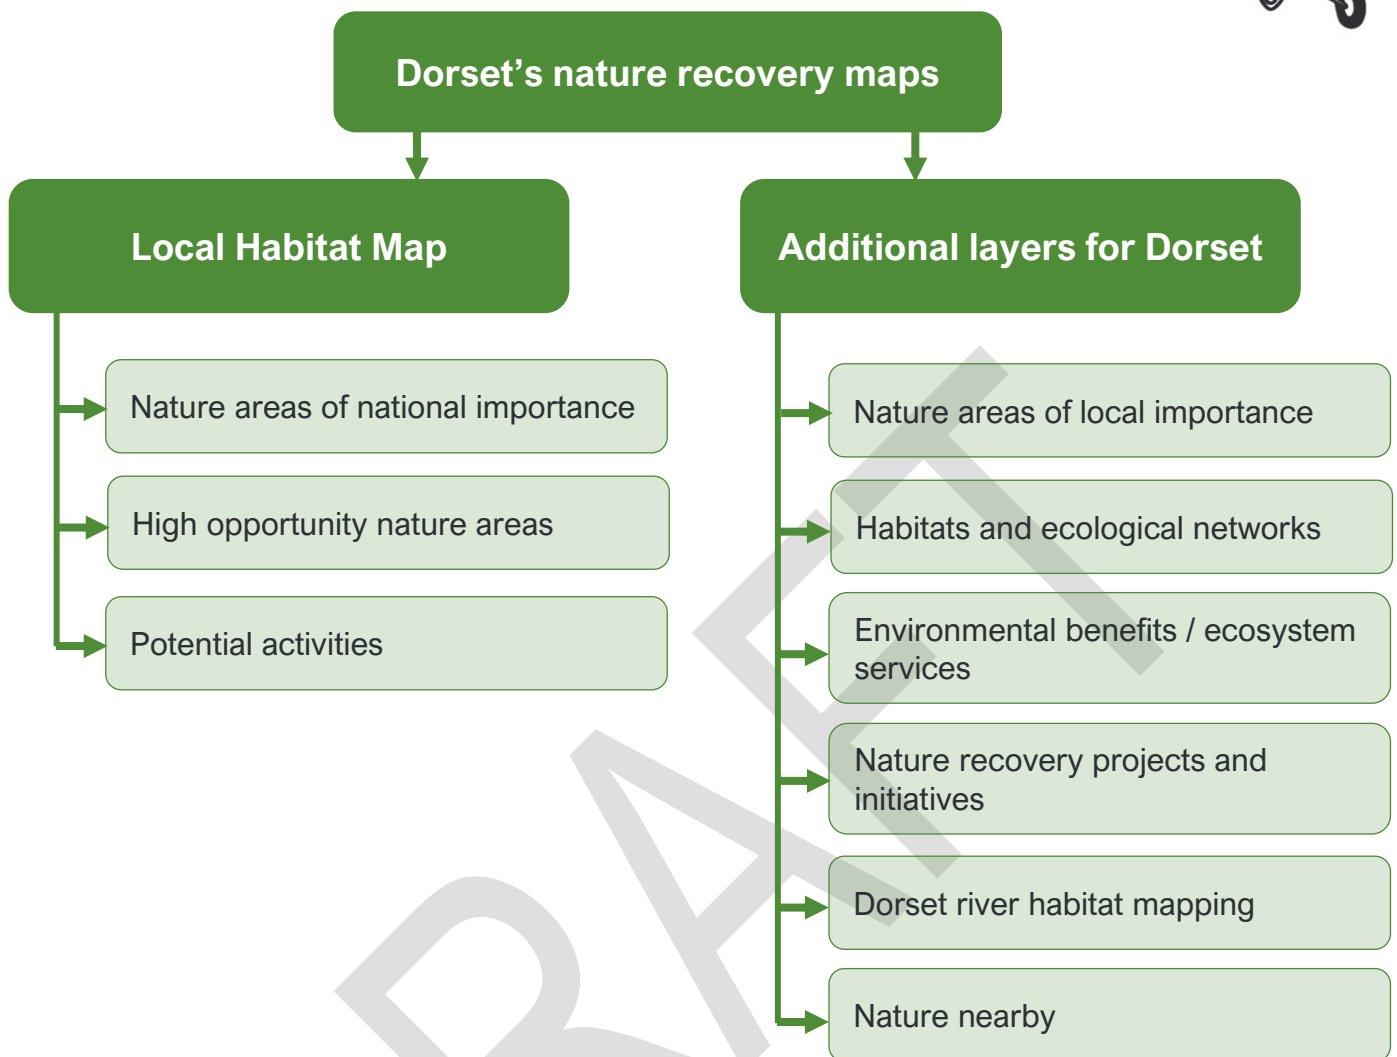 Dorset’s nature recovery maps
Local Habitat Map
Nature areas of national importance
High opportunity nature areas
Potential activities
Additional layers for Dorset
Nature areas of local importance
Habitats and ecological networks
Environmental benefits / ecosystem
services
Nature recovery projects and
initiatives
Dorset river habitat mapping
Nature nearby
RAFT